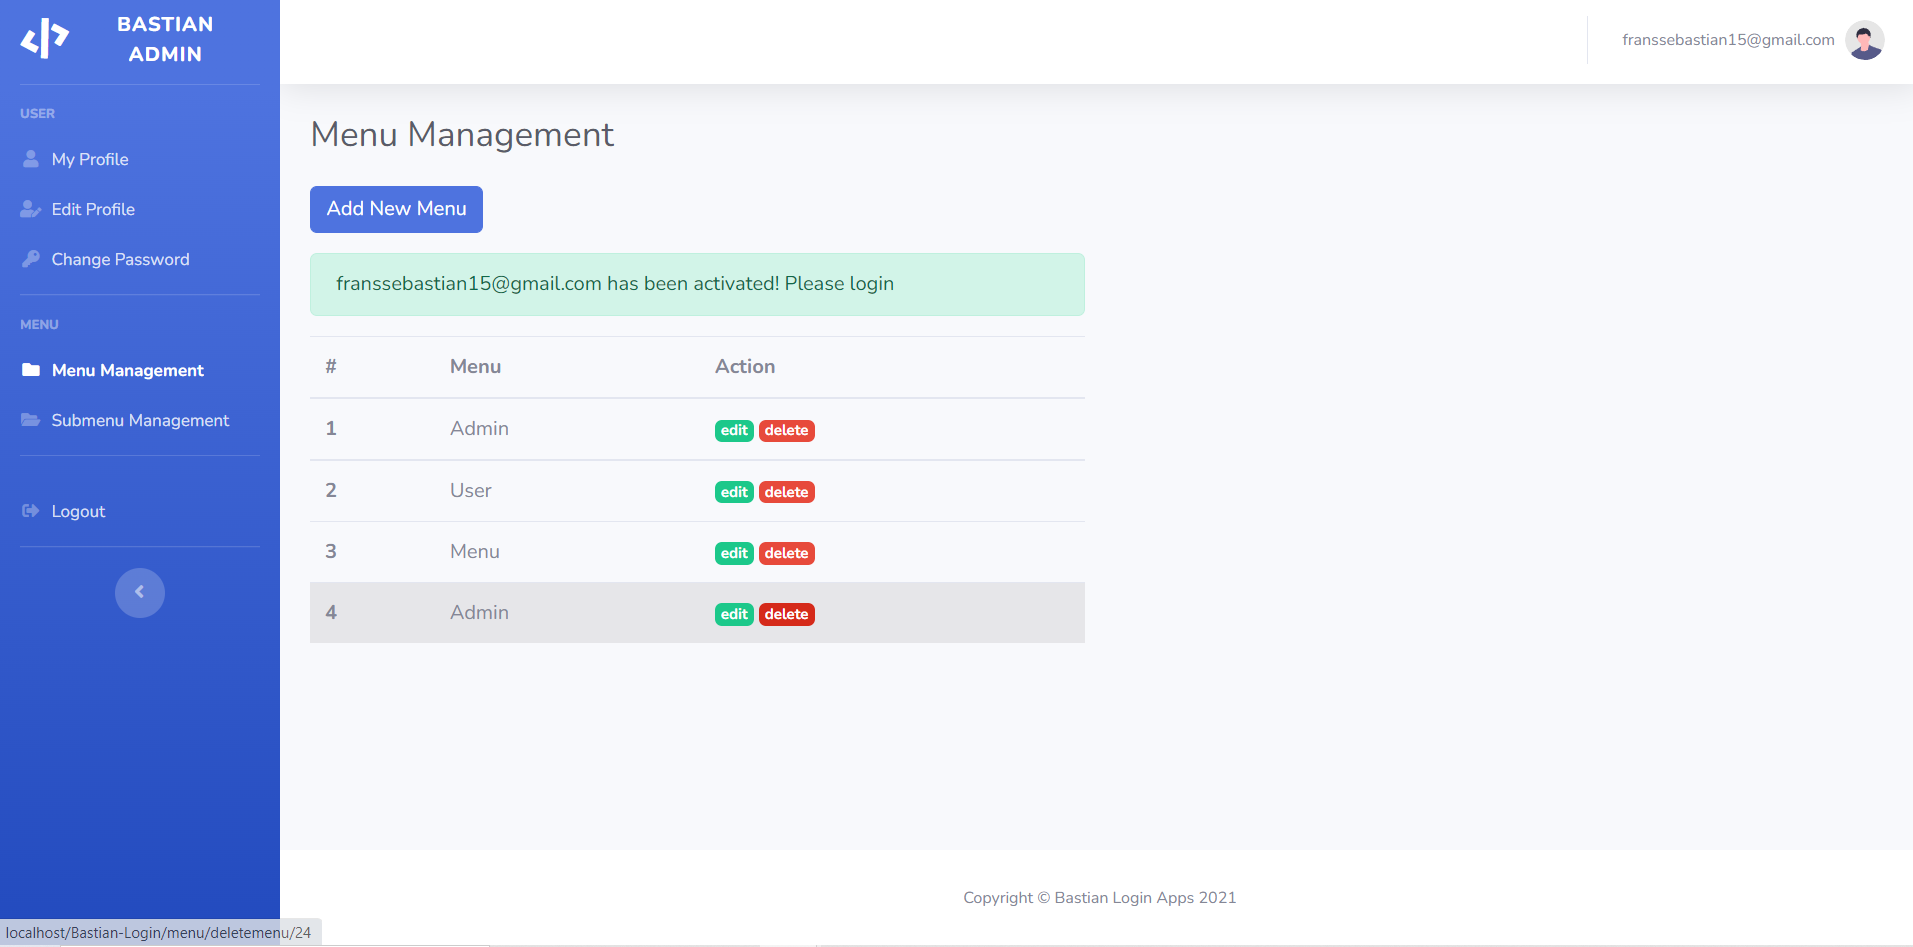 BASTIAN
ADMIN
USER
My Profile
Edit Profile
Change Password
MENU
Menu Management
Submenu Management
Logout
franssebastian15@gmail.com
Menu Management
Add New Menu
franssebastian15@gmail.com has been activated! Please login
# Menu Action
1 Admin edit delete
2 User edit delete
3 Menu edit delete
4 Admin edit delete
Copyright © Bastian Login Apps 2021
localhost/Bastian-Login/menu/deletemenu/24